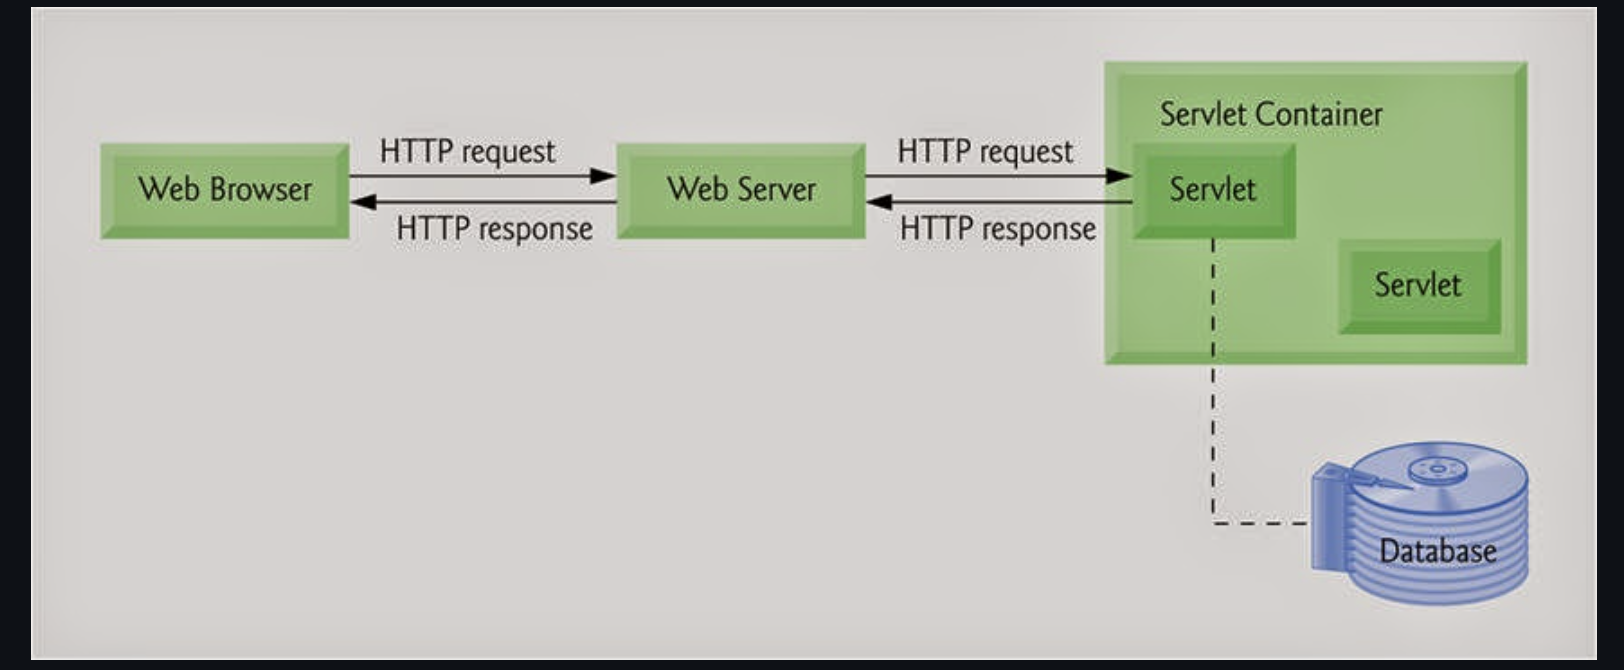 Servlet Container
HTTP request
HTTP request
Web Browser
Web Server
Servlet
HTTP response
HTTP response
Servlet
Database